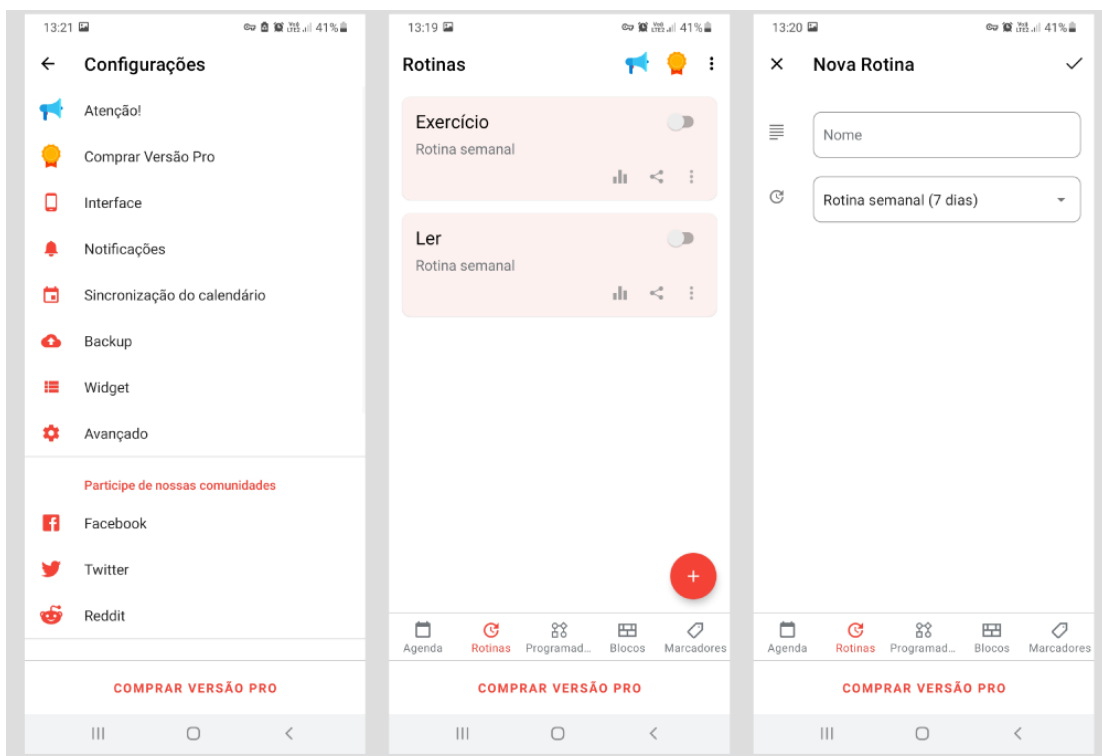 13:21
41%
Configurações
Atenção!
Comprar Versão Pro
Interface
Notificações
Sincronização do calendário
Backup
Widget
Avançado
Participe de nossas comunidades
Facebook
Twitter
Reddit
COMPRAR VERSÃO PRO
13:19
41%
Rotinas
Exercício
Rotina semanal
Ler
Rotina semanal
Agenda Rotinas Programad... Blocos Marcadores
COMPRAR VERSÃO PRO
13:20
41%
Nova Rotina
Nome
Rotina semanal (7 dias)
Agenda Rotinas Programad... Blocos Marcadores
COMPRAR VERSÃO PRO